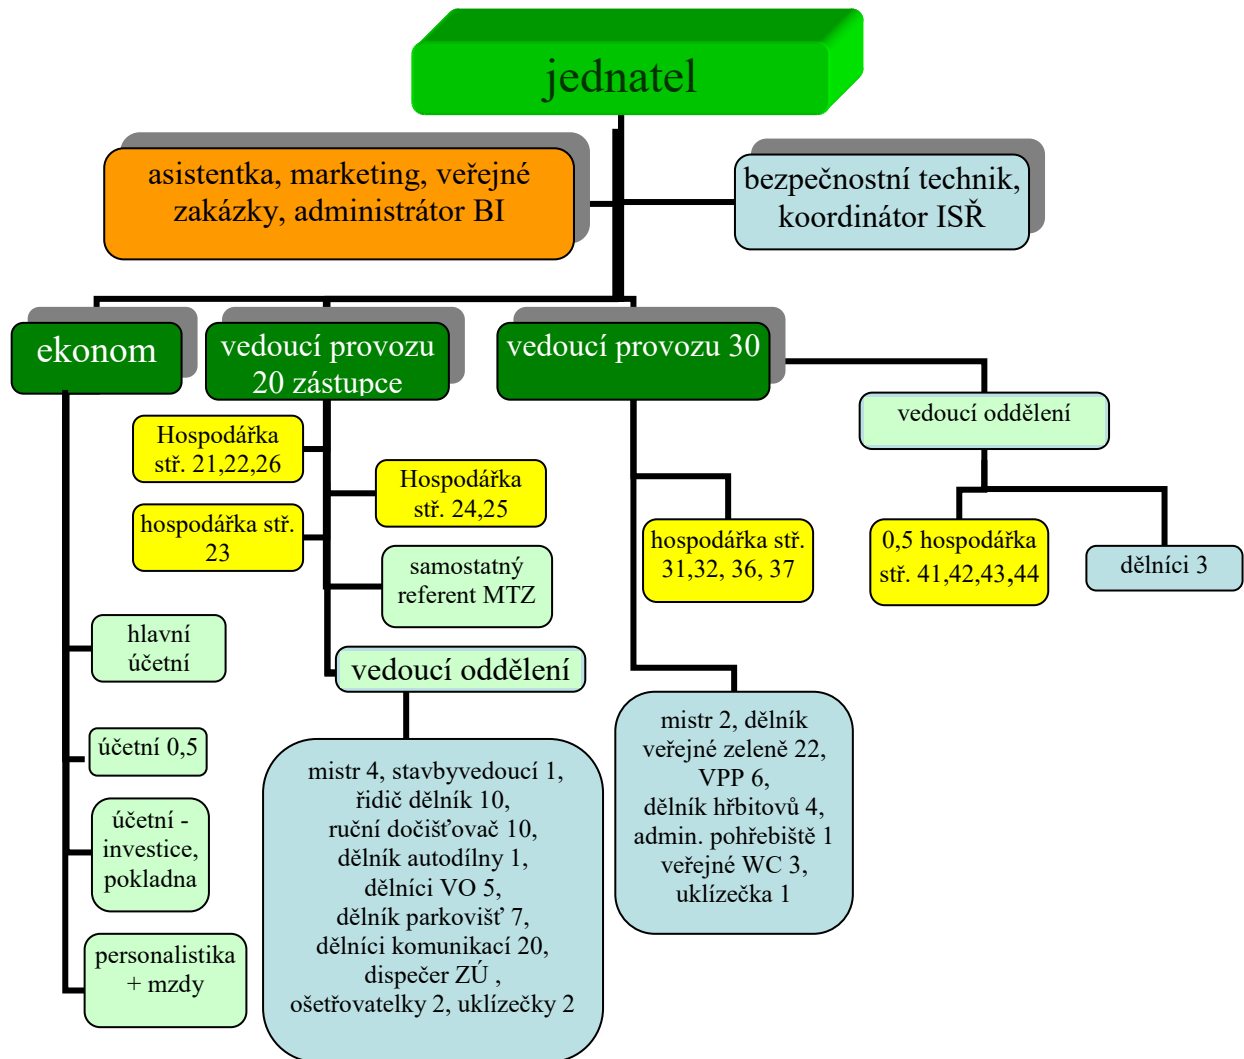 jednatel
asistentka, marketing, veřejné
zakázky, administrátor BI
bezpečnostní technik,
koordinátor ISŘ
ekonom
vedoucí provozu
20 zástupce
vedoucí provozu 30
vedoucí oddělení
Hospodářka
stř. 21,22,26
Hospodářka
stř. 24,25
hospodářka stř.
23
samostatný
referent MTZ
hospodářka stř.
31,32, 36, 37
0,5 hospodářka
stř. 41,42,43,44
dělníci 3
hlavní
účetní
účetní 0,5
účetní -
investice,
pokladna
personalistika
+ mzdy
vedoucí oddělení
mistr 4, stavbyvedoucí 1,
řidič dělník 10,
ruční dočišťovač 10,
dělník autodílny 1,
dělníci VO 5,
dělník parkovišť 7,
dělníci komunikací 20,
dispečer ZÚ ,
ošetřovatelky 2, uklízečky 2
mistr 2, dělník
veřejné zeleně 22,
VPP 6,
dělník hřbitovů 4,
admin. pohřebiště 1
veřejné WC 3,
uklízečka 1